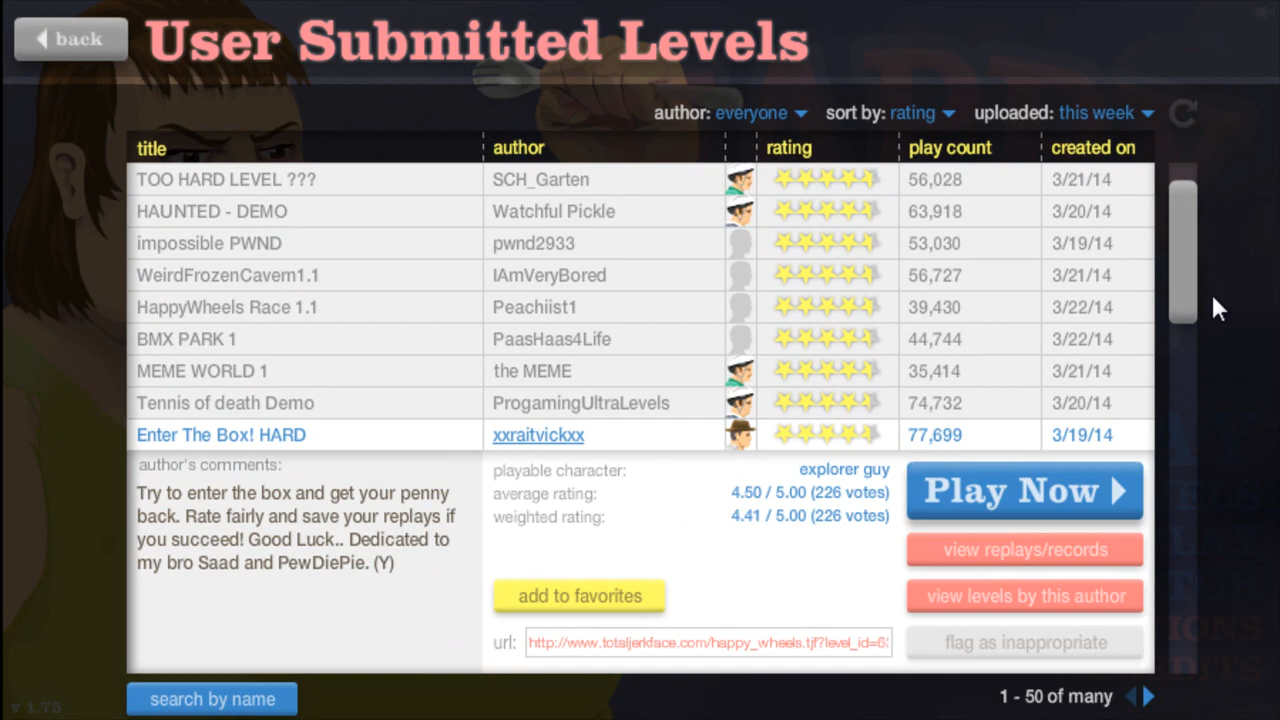 back
User Submitted Levels
author: everyone sort by: rating uploaded: this week
title author rating play count created on
TOO HARD LEVEL ??? SCH_Garten 56,028 3/21/14
HAUNTED - DEMO Watchful Pickle 63,918 3/20/14
impossible PWND pwnd2933 53,030 3/19/14
WeirdFrozenCavern1.1 IAmVeryBored 56,727 3/21/14
HappyWheels Race 1.1 Peachiist1 39,430 3/22/14
BMX PARK 1 PaasHaas4Life 44,744 3/22/14
MEME WORLD 1 the MEME 35,414 3/21/14
Tennis of death Demo ProgamingUltraLevels 74,732 3/20/14
Enter The Box! HARD xxraitvickxx 77,699 3/19/14
author's comments:
Try to enter the box and get your penny
back. Rate fairly and save your replays if
you succeed! Good Luck.. Dedicated to
my bro Saad and PewDiePie. (Y)
playable character: explorer guy
average rating: 4.50 / 5.00 (226 votes)
weighted rating: 4.41 / 5.00 (226 votes)
add to favorites
url: http://www.totaljerkface.com/happy_wheels.tjf?level_id=6
Play Now
view replays/records
view levels by this author
flag as inappropriate
search by name
1 - 50 of many
v 1.75